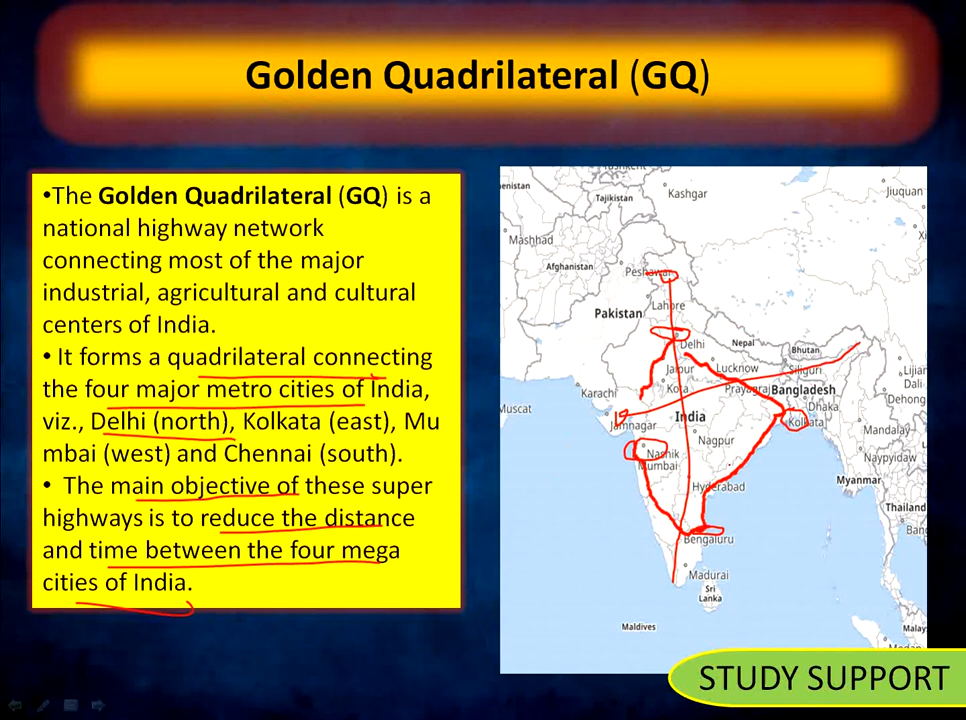 Golden Quadrilateral (GQ)
•The Golden Quadrilateral (GQ) is a
national highway network
connecting most of the major
industrial, agricultural and cultural
centers of India.
• It forms a quadrilateral connecting
the four major metro cities of India,
viz., Delhi (north), Kolkata (east), Mu
mbai (west) and Chennai (south).
• The main objective of these super
highways is to reduce the distance
and time between the four mega
cities of India.
Kashgar
Jiuquan
Tajikistan
Mashhad
Afghanistan
Peshawar
Lahore
Pakistan
Delhi
Nepal
Bhutan
Jaipur
Lucknow
Siliguri
Karachi
Kota
Prayagraj
Bangladesh
Dali
Muscat
Dhaka
Jamnagar
India
Kolkata
Mandalay
Nagpur
Nashik
Mumbai
Naypyidaw
Myanmar
Hyderabad
Thailand
Bengaluru
Madurai
Sri
Lanka
Maldives
STUDY SUPPORT